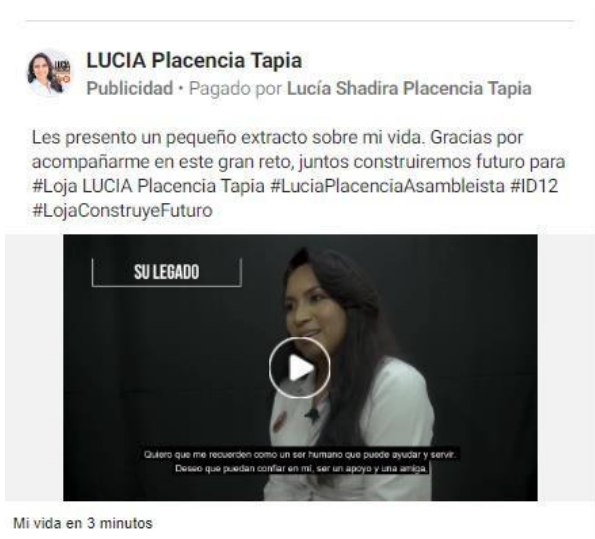 LUCIA Placencia Tapia
Publicidad · Pagado por Lucía Shadira Placencia Tapia
Les presento un pequeño extracto sobre mi vida. Gracias por
acompañarme en este gran reto, juntos construiremos futuro para
#Loja LUCIA Placencia Tapia #LuciaPlacenciaAsambleista #ID12
#LojaConstruyeFuturo
SU LEGADO
Quiero que me recuerden como un ser humano que puede ayudar y servir.
Deseo que puedan confiar en mí, ser un apoyo y una amiga.
Mi vida en 3 minutos